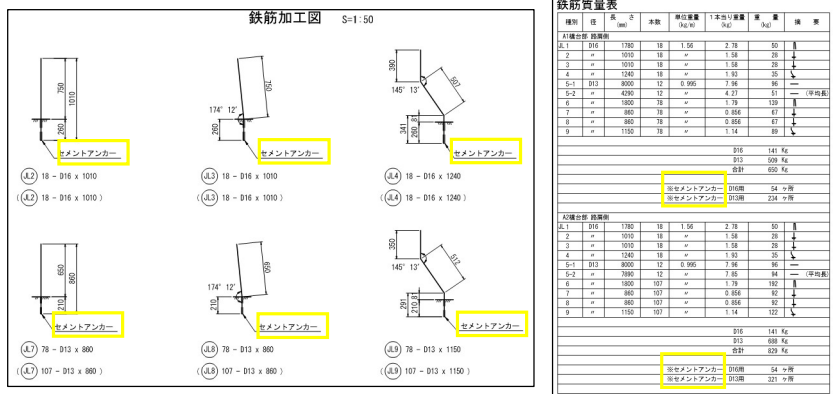 鉄筋加工図 S=1:50
750
1010
260
セメントアンカー
JL2 18 - D16 x 1010
( JL2 18 - D16 x 1010 )
750
174° 12'
260
セメントアンカー
JL3 18 - D16 x 1010
( JL3 18 - D16 x 1010 )
390
507
145° 13'
341
260 81
セメントアンカー
JL4 18 - D16 x 1240
( JL4 18 - D16 x 1240 )
650
860
210
セメントアンカー
JL7 78 - D13 x 860
( JL7 107 - D13 x 860 )
650
174° 12'
210
セメントアンカー
JL8 78 - D13 x 860
( JL8 107 - D13 x 860 )
350
512
145° 13'
291
210 81
セメントアンカー
JL9 78 - D13 x 1150
( JL9 107 - D13 x 1150 )
鉄筋質量表
種別 径 長さ(mm) 本数 単位重量(kg/m) 1本当り重量(kg) 重量(kg) 摘要
A1橋台部 路肩側
JL1 D16 1780 18 1.56 2.78 50
2 〃 1010 18 〃 1.58 28
3 〃 1010 18 〃 1.58 28
4 〃 1240 18 〃 1.93 35
5-1 D13 8000 12 0.995 7.96 96
5-2 〃 4290 12 〃 4.27 51 (平均長)
6 〃 1800 78 〃 1.79 139
7 〃 860 78 〃 0.856 67
8 〃 860 78 〃 0.856 67
9 〃 1150 78 〃 1.14 89
D16 141 Kg
D13 509 Kg
合計 650 Kg
※セメントアンカー D16用 54 ヶ所
※セメントアンカー D13用 234 ヶ所
A2橋台部 路肩側
JL1 D16 1780 18 1.56 2.78 50
2 〃 1010 18 〃 1.58 28
3 〃 1010 18 〃 1.58 28
4 〃 1240 18 〃 1.93 35
5-1 D13 8000 12 0.995 7.96 96
5-2 〃 7890 12 〃 7.85 94 (平均長)
6 〃 1800 107 〃 1.79 192
7 〃 860 107 〃 0.856 92
8 〃 860 107 〃 0.856 92
9 〃 1150 107 〃 1.14 122
D16 141 Kg
D13 688 Kg
合計 829 Kg
※セメントアンカー D16用 54 ヶ所
※セメントアンカー D13用 321 ヶ所